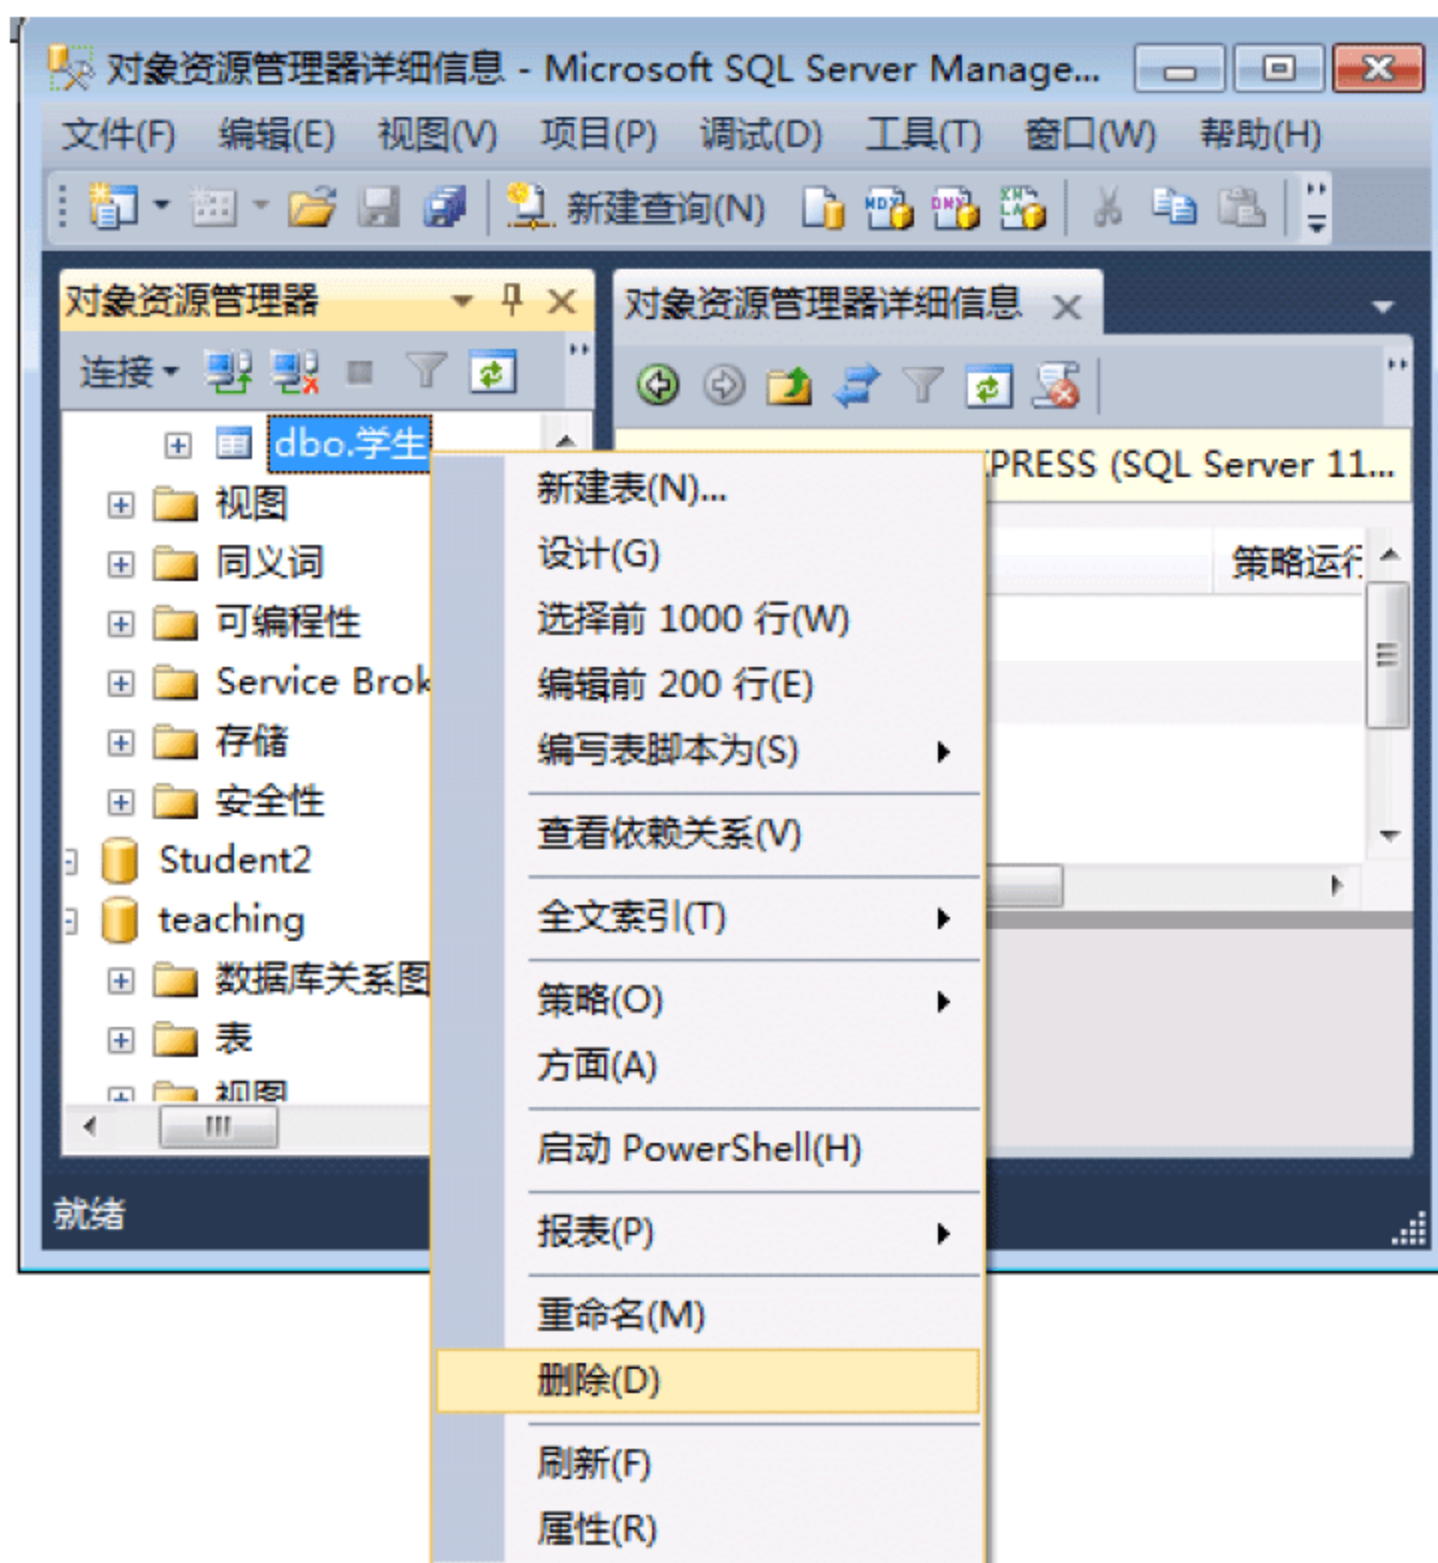 对象资源管理器详细信息 - Microsoft SQL Server Manage...
文件(F) 编辑(E) 视图(V) 项目(P) 调试(D) 工具(T) 窗口(W) 帮助(H)
新建查询(N) MDX DMX XM LA
对象资源管理器
连接
dbo.学生
视图
同义词
可编程性
Service Brok
存储
安全性
Student2
teaching
数据库关系图
表
视图
就绪
对象资源管理器详细信息
PRESS (SQL Server 11...
策略运行
新建表(N)...
设计(G)
选择前 1000 行(W)
编辑前 200 行(E)
编写表脚本为(S)
查看依赖关系(V)
全文索引(T)
策略(O)
方面(A)
启动 PowerShell(H)
报表(P)
重命名(M)
删除(D)
刷新(F)
属性(R)